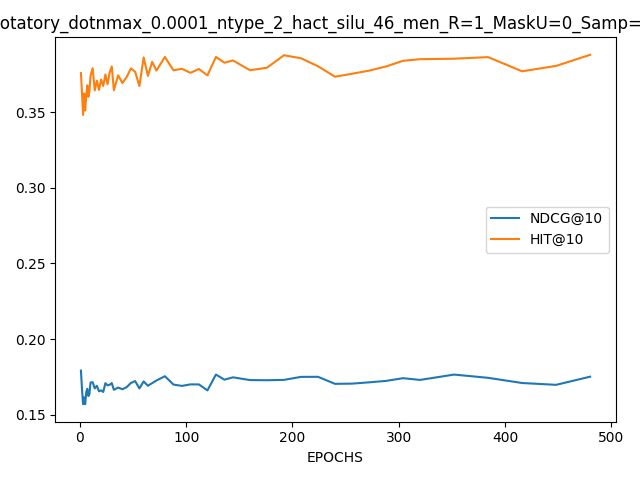 otatory_dotnmax_0.0001_ntype_2_hact_silu_46_men_R=1_MaskU=0_Samp=
0.35
0.30
0.25
0.20
0.15
NDCG@10
HIT@10
0 100 200 300 400 500
EPOCHS